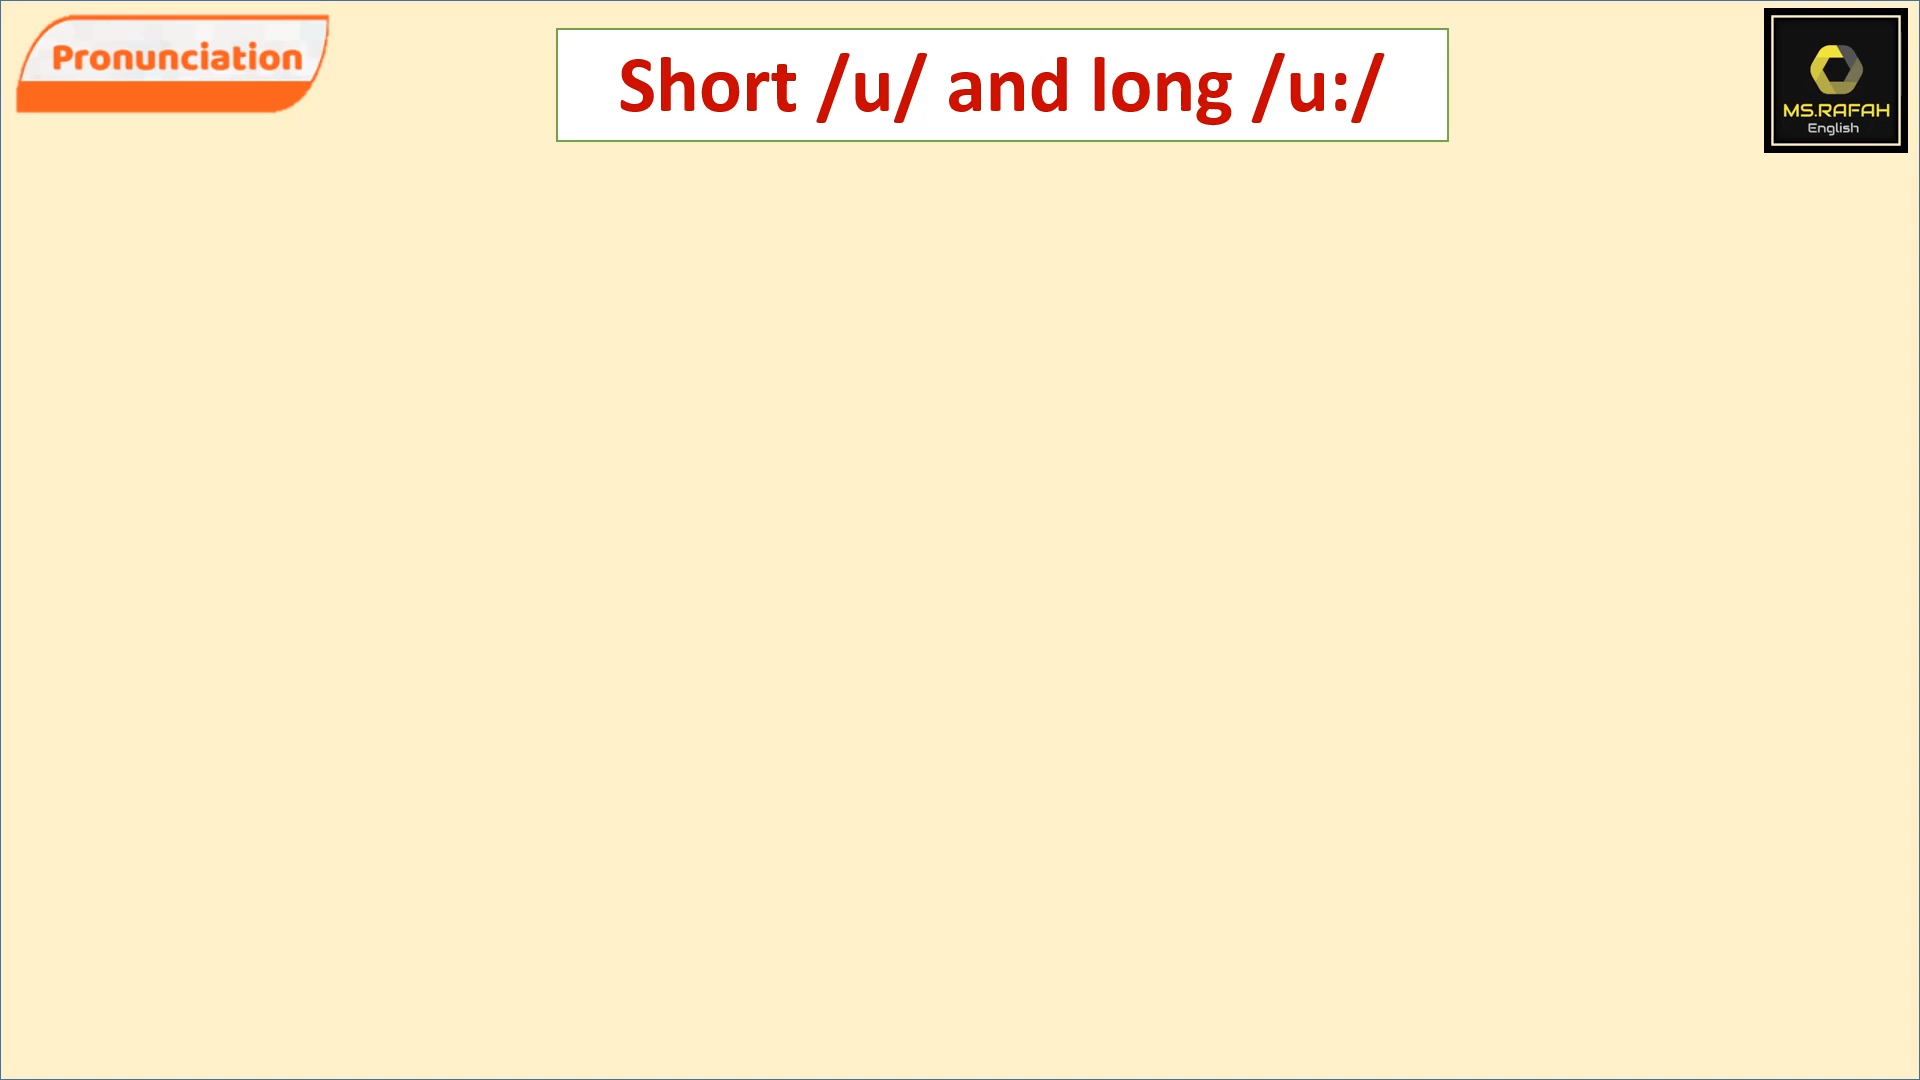 Pronunciation
Short /u/ and long /u:/
MS.RAFAH
English